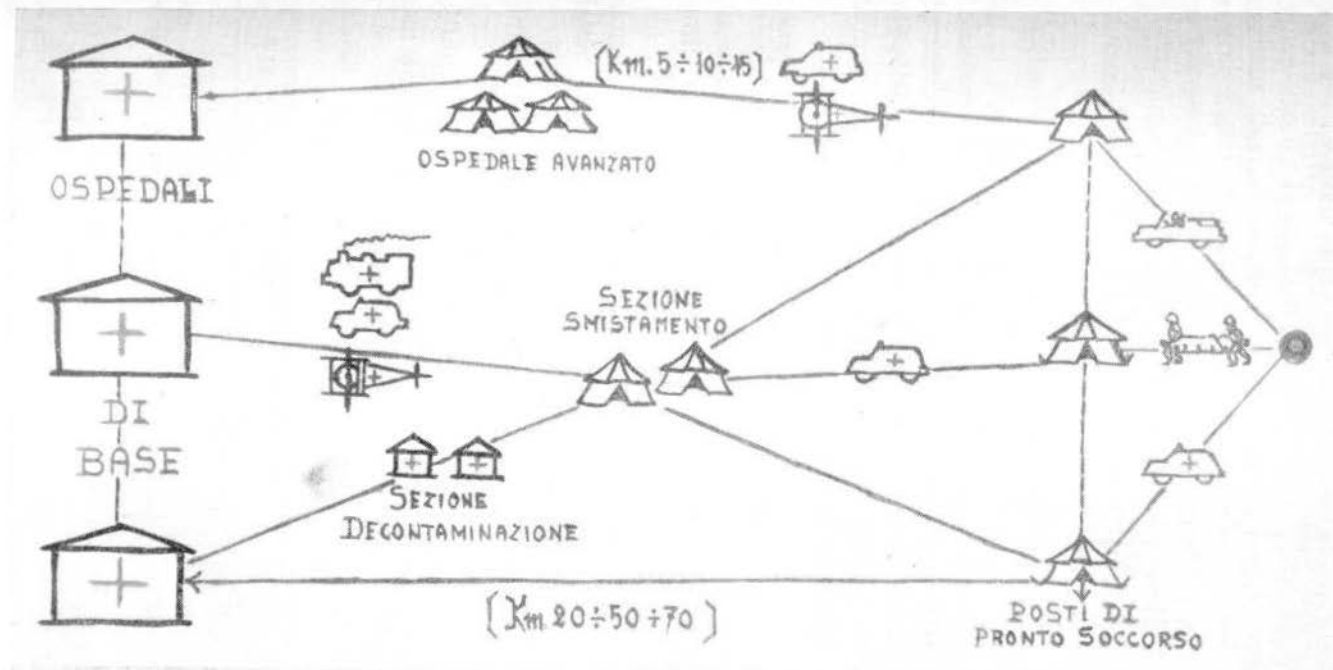 (Km. 5÷10÷15)
OSPEDALE AVANZATO
OSPEDALI
SEZIONE
SMISTAMENTO
DI
BASE
SEZIONE
DECONTAMINAZIONE
(Km 20÷50÷70)
POSTI DI
PRONTO SOCCORSO